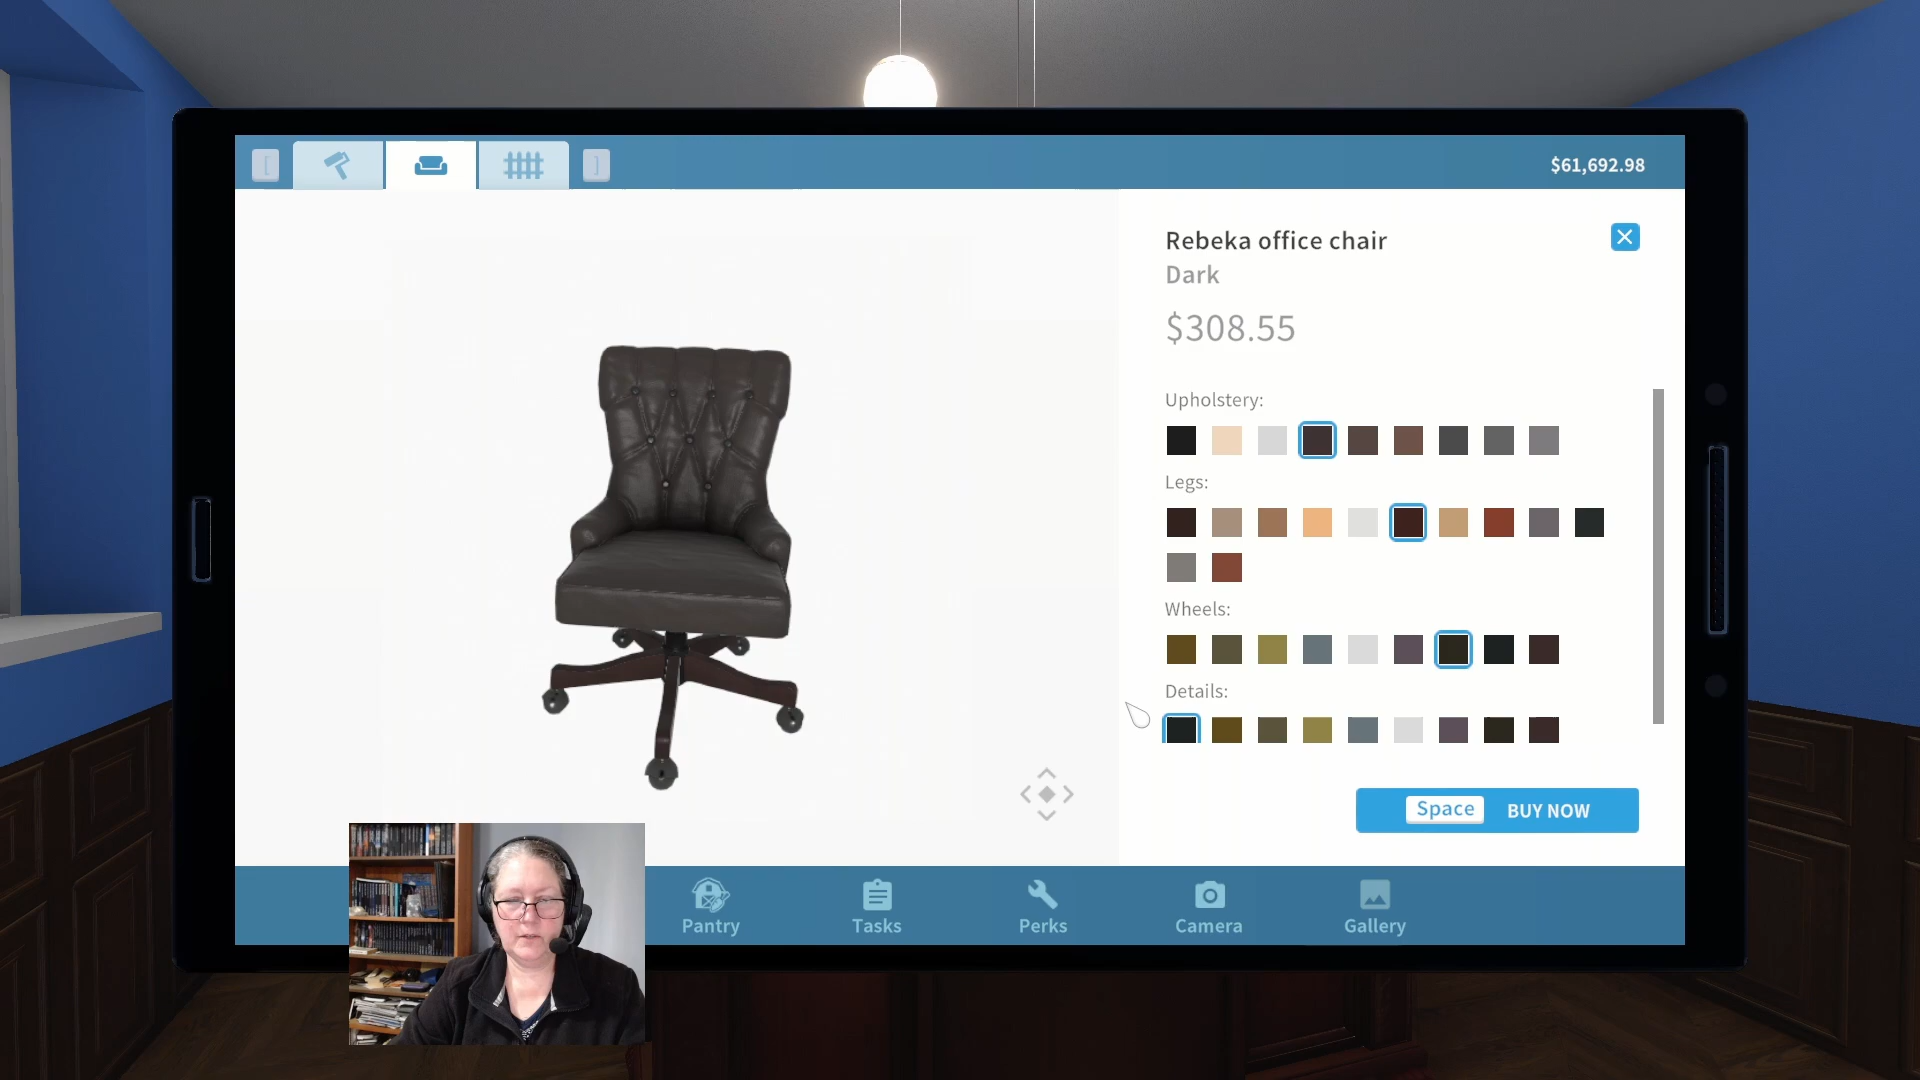 [
]
$61,692.98
Rebeka office chair
Dark
$308.55
Upholstery:
Legs:
Wheels:
Details:
Space BUY NOW
Pantry
Tasks
Perks
Camera
Gallery